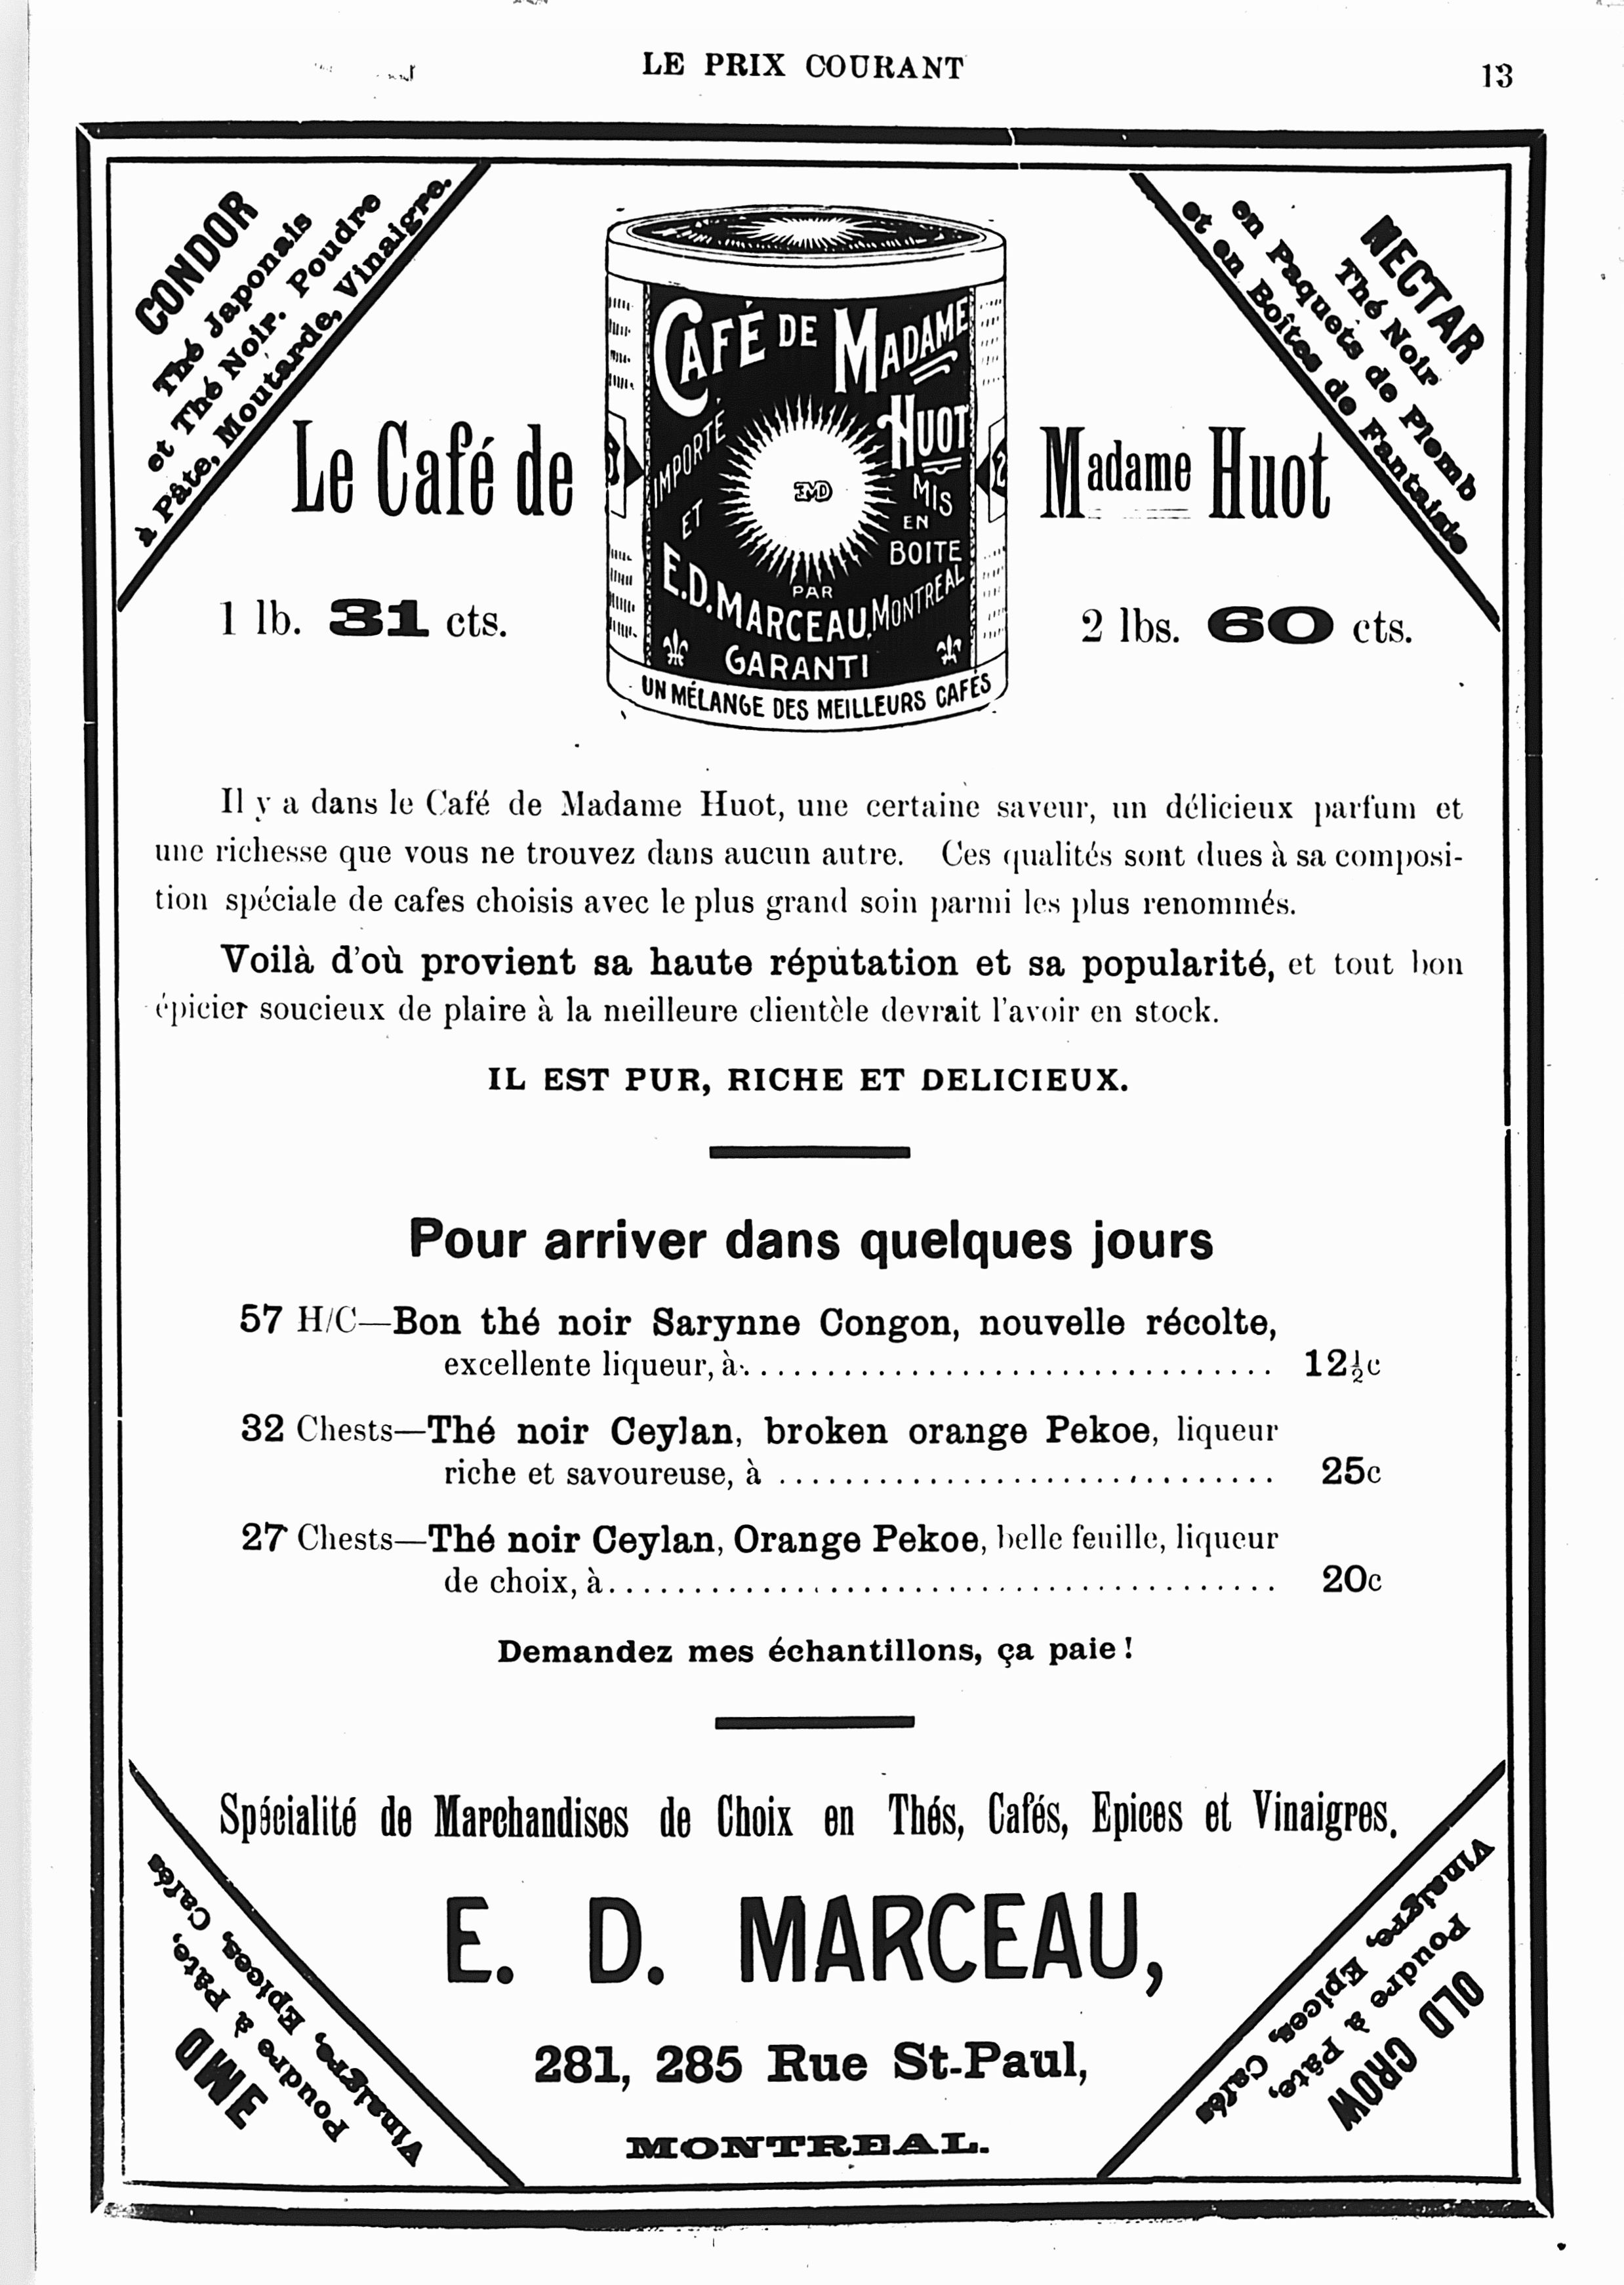 LE PRIX COURANT
13
CONDOR
Thé Japonais
et Thé Noir. Poudre
à Pâte, Moutarde, Vinaigre.
NECTAR
Thé Noir
en Paquets de Plomb
et en Boîtes de Fantaisie
CAFÉ DE MADAME
HUOT
IMPORTÉ
ET
MIS
EN
BOITE
EMD
PAR
E.D. MARCEAU, MONTREAL
GARANTI
UN MÉLANGE DES MEILLEURS CAFÉS
Le Café de Madame Huot
1 lb. 31 cts.
2 lbs. 60 cts.
Il y a dans le Café de Madame Huot, une certaine saveur, un délicieux parfum et
une richesse que vous ne trouvez dans aucun autre. Ces qualités sont dues à sa composi-
tion spéciale de cafes choisis avec le plus grand soin parmi les plus renommés.
Voilà d'où provient sa haute réputation et sa popularité, et tout bon
épicier soucieux de plaire à la meilleure clientèle devrait l'avoir en stock.
IL EST PUR, RICHE ET DELICIEUX.
Pour arriver dans quelques jours
57 H/C—Bon thé noir Sarynne Congon, nouvelle récolte,
excellente liqueur, à................................ 12½c
32 Chests—Thé noir Ceylan, broken orange Pekoe, liqueur
riche et savoureuse, à .............................. 25c
27 Chests—Thé noir Ceylan, Orange Pekoe, belle feuille, liqueur
de choix, à........................................ 20c
Demandez mes échantillons, ça paie !
Spécialité de Marchandises de Choix en Thés, Cafés, Epices et Vinaigres.
E. D. MARCEAU,
281, 285 Rue St-Paul,
MONTREAL.
EMD
Poudre à Pâte,
Vinaigre, Epices, Cafés
OLD CROW
Poudre à Pâte,
Vinaigre, Epices, Cafés